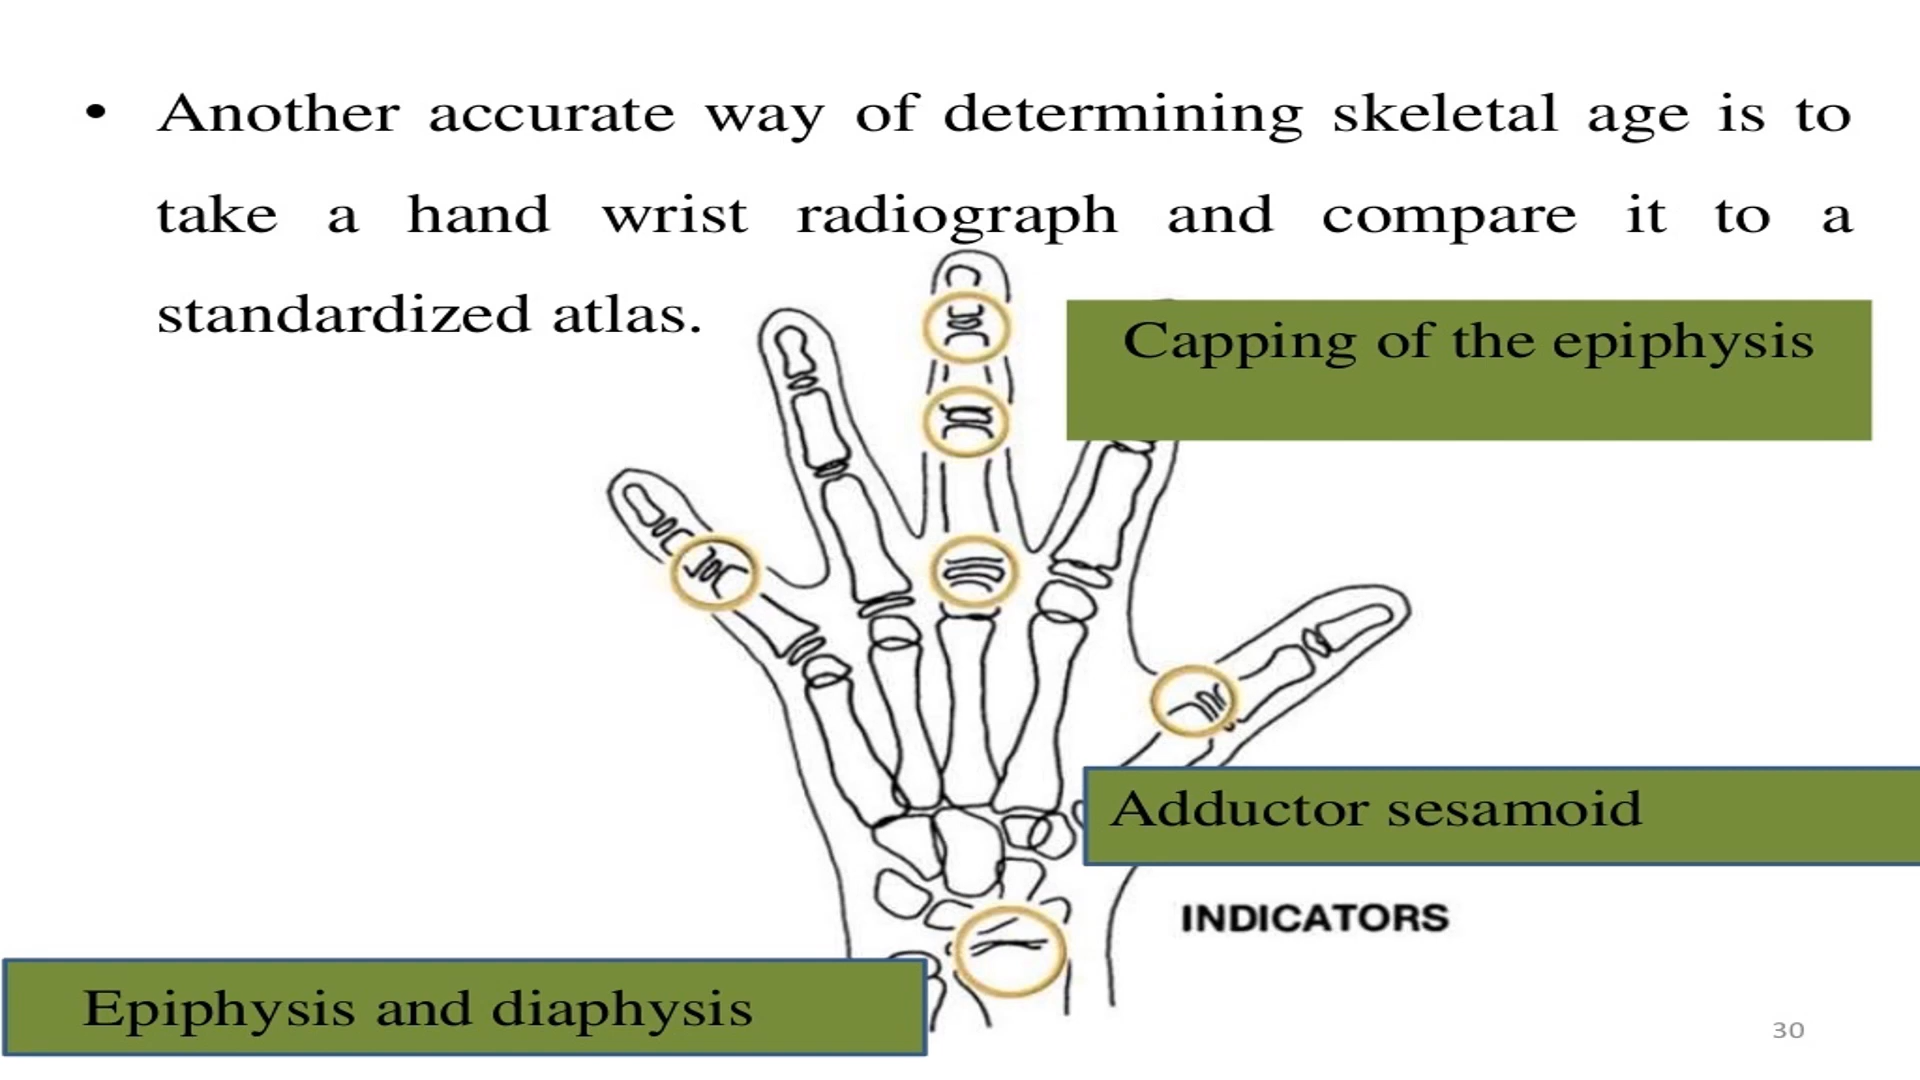 • Another accurate way of determining skeletal age is to
take a hand wrist radiograph and compare it to a
standardized atlas.
Capping of the epiphysis
Adductor sesamoid
INDICATORS
Epiphysis and diaphysis
30